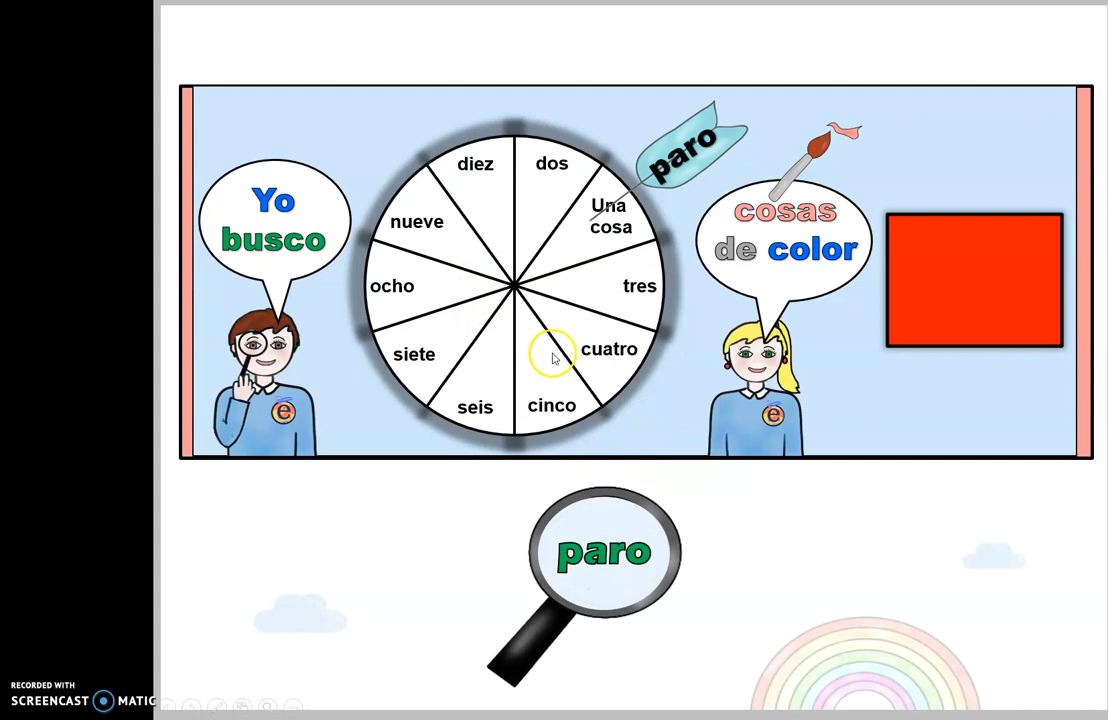 paro
diez
dos
Yo
busco
nueve
Una
cosa
cosas
de color
ocho
tres
siete
cuatro
seis
cinco
e
e
paro
RECORDED WITH
SCREENCAST MATIC